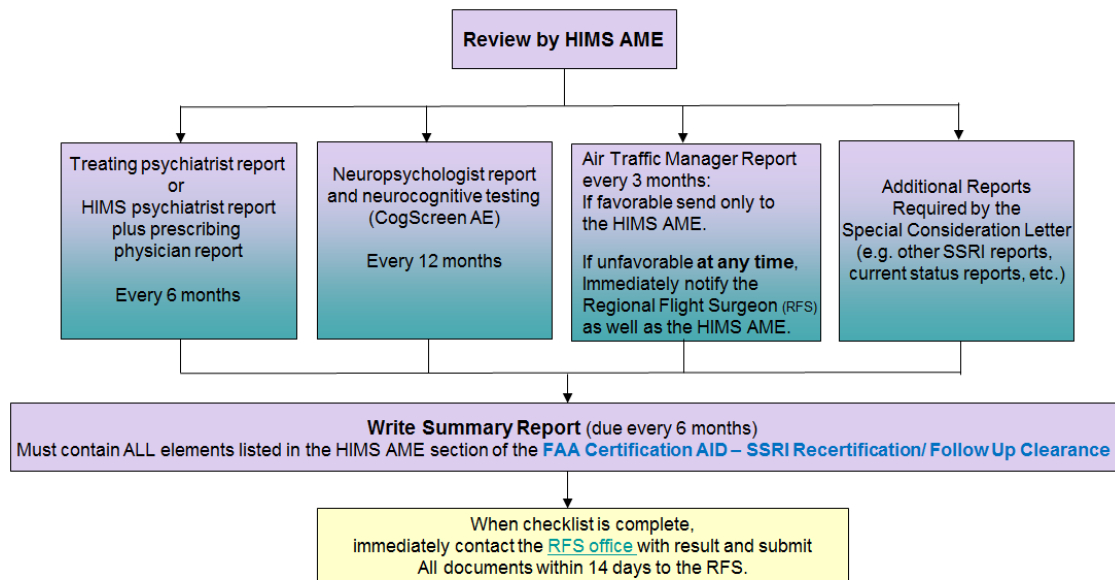 Review by HIMS AME
Treating psychiatrist report
or
HIMS psychiatrist report
plus prescribing
physician report
Every 6 months
Neuropsychologist report
and neurocognitive testing
(CogScreen AE)
Every 12 months
Air Traffic Manager Report
every 3 months:
If favorable send only to
the HIMS AME.
If unfavorable at any time,
Immediately notify the
Regional Flight Surgeon (RFS)
as well as the HIMS AME.
Additional Reports
Required by the
Special Consideration Letter
(e.g. other SSRI reports,
current status reports, etc.)
Write Summary Report (due every 6 months)
Must contain ALL elements listed in the HIMS AME section of the FAA Certification AID – SSRI Recertification/ Follow Up Clearance
When checklist is complete,
immediately contact the RFS office with result and submit
All documents within 14 days to the RFS.